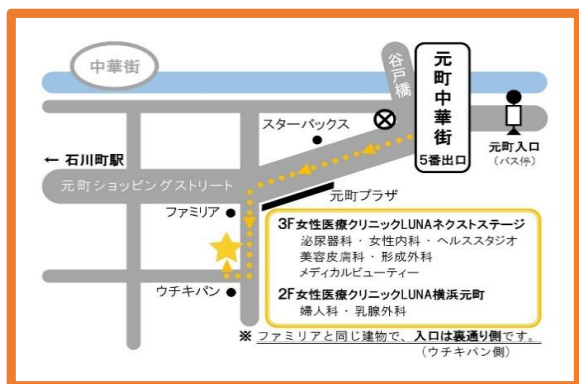 中華街
谷戸橋
元町中華街
5番出口
元町入口
(バス停)
スターバックス
← 石川町駅
元町ショッピングストリート
元町プラザ
ファミリア
ウチキパン
3F女性医療クリニックLUNAネクストステージ
泌尿器科・女性内科・ヘルススタジオ
美容皮膚科・形成外科
メディカルビューティー
2F女性医療クリニックLUNA横浜元町
婦人科・乳腺外科
※ ファミリアと同じ建物で、入口は裏通り側です。
(ウチキパン側)